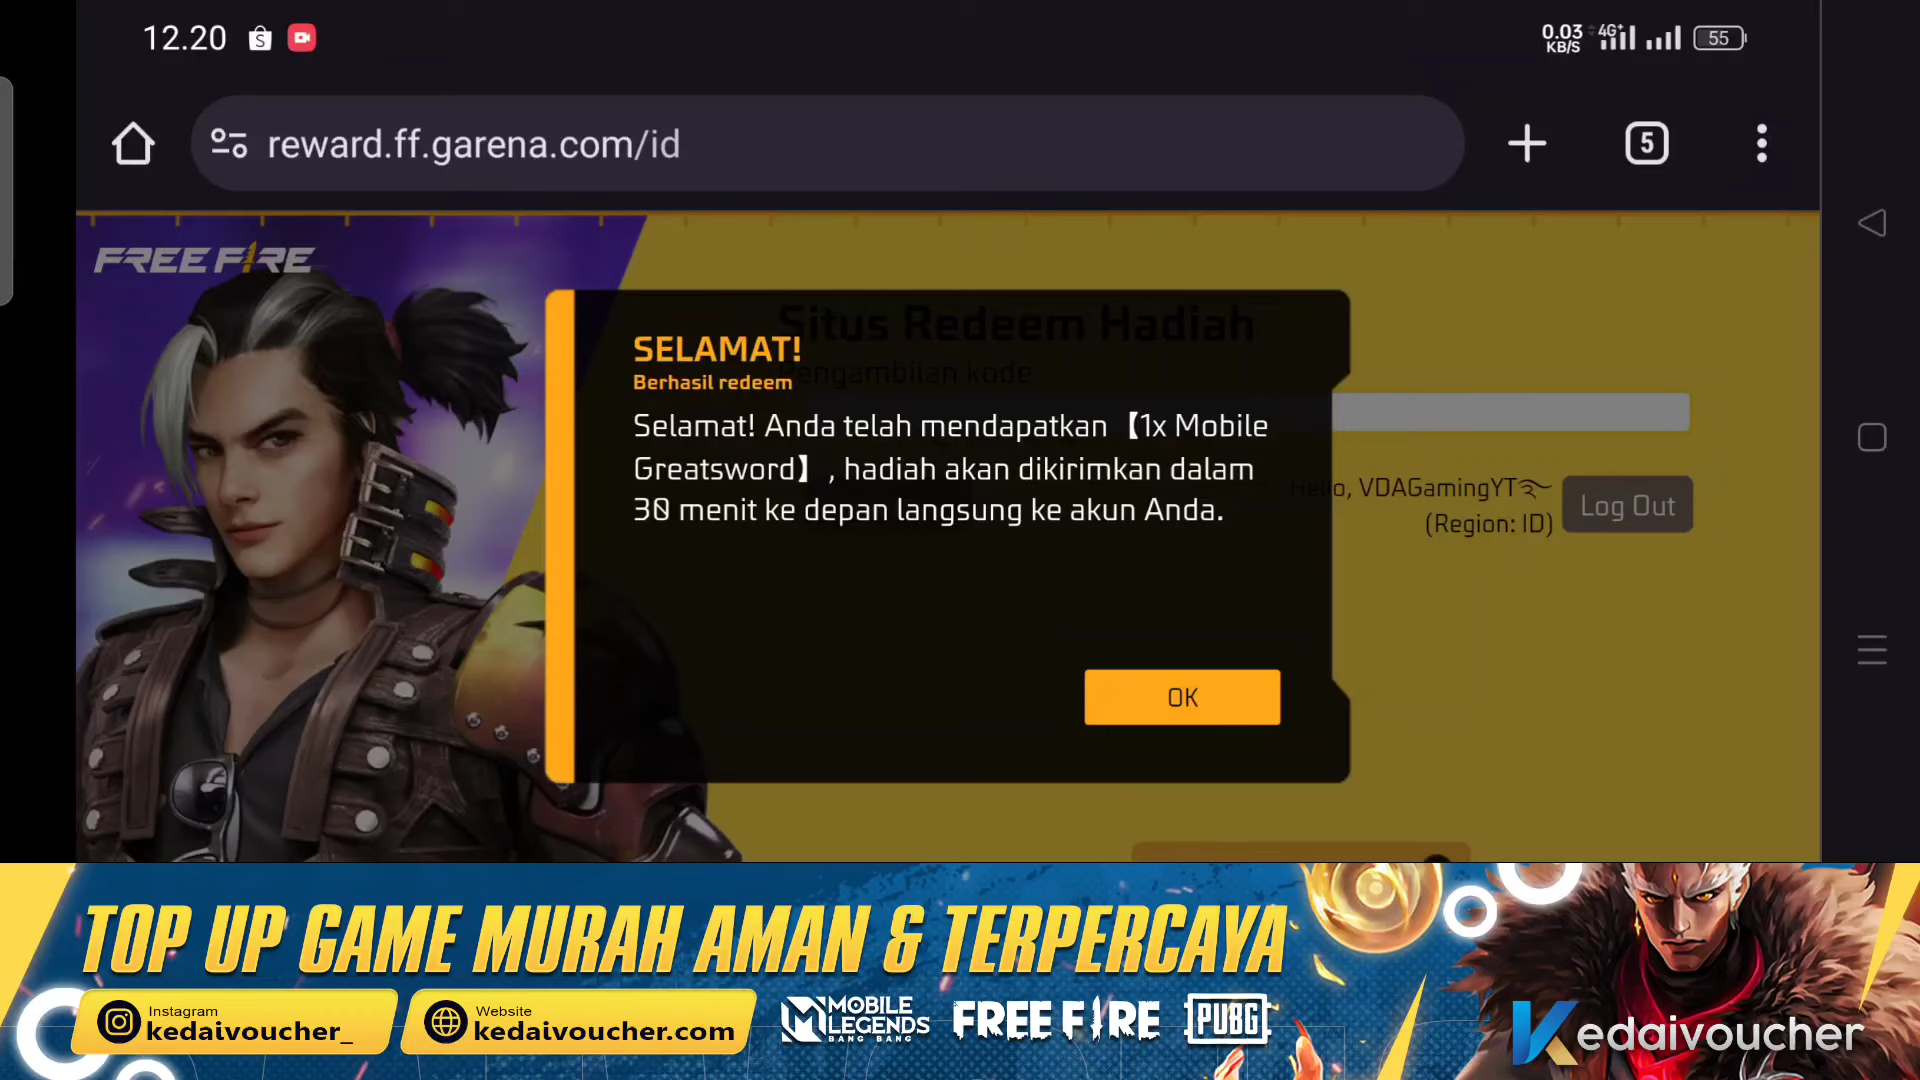 12.20
0.03 KB/S
4G+
55
reward.ff.garena.com/id
5
FREE FIRE
Situs Redeem Hadiah
Pengambilan kode
SELAMAT!
Berhasil redeem
Selamat! Anda telah mendapatkan【1x Mobile
Greatsword】, hadiah akan dikirimkan dalam
30 menit ke depan langsung ke akun Anda.
Hello, VDAGamingYT
(Region: ID)
Log Out
OK
TOP UP GAME MURAH AMAN & TERPERCAYA
Instagram
kedaivoucher_
Website
kedaivoucher.com
MOBILE
LEGENDS
BANG BANG
FREE FIRE
PUBG
Kedaivoucher